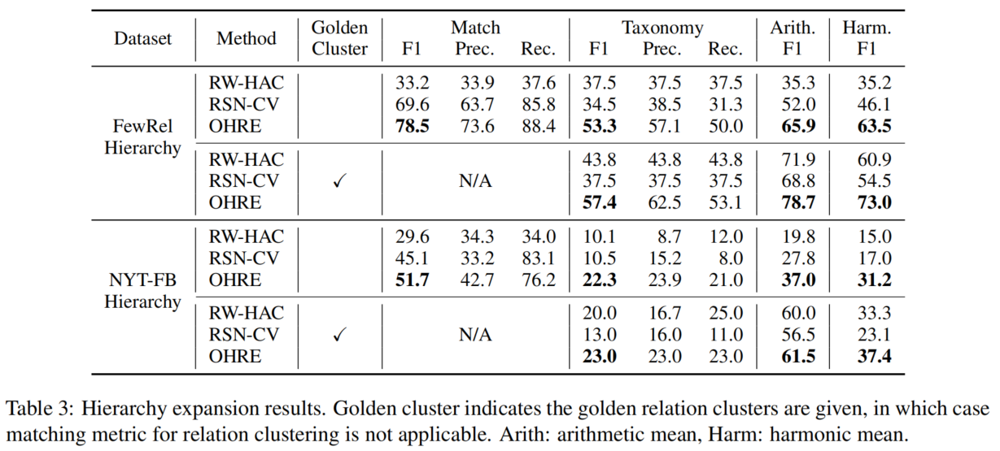 Dataset Method Golden Cluster Match Taxonomy Arith. F1 Harm. F1
F1 Prec. Rec. F1 Prec. Rec.
FewRel Hierarchy
RW-HAC 33.2 33.9 37.6 37.5 37.5 37.5 35.3 35.2
RSN-CV 69.6 63.7 85.8 34.5 38.5 31.3 52.0 46.1
OHRE 78.5 73.6 88.4 53.3 57.1 50.0 65.9 63.5
RW-HAC 43.8 43.8 43.8 71.9 60.9
RSN-CV ✓ N/A 37.5 37.5 37.5 68.8 54.5
OHRE 57.4 62.5 53.1 78.7 73.0
NYT-FB Hierarchy
RW-HAC 29.6 34.3 34.0 10.1 8.7 12.0 19.8 15.0
RSN-CV 45.1 33.2 83.1 10.5 15.2 8.0 27.8 17.0
OHRE 51.7 42.7 76.2 22.3 23.9 21.0 37.0 31.2
RW-HAC 20.0 16.7 25.0 60.0 33.3
RSN-CV ✓ N/A 13.0 16.0 11.0 56.5 23.1
OHRE 23.0 23.0 23.0 61.5 37.4
Table 3: Hierarchy expansion results. Golden cluster indicates the golden relation clusters are given, in which case
matching metric for relation clustering is not applicable. Arith: arithmetic mean, Harm: harmonic mean.